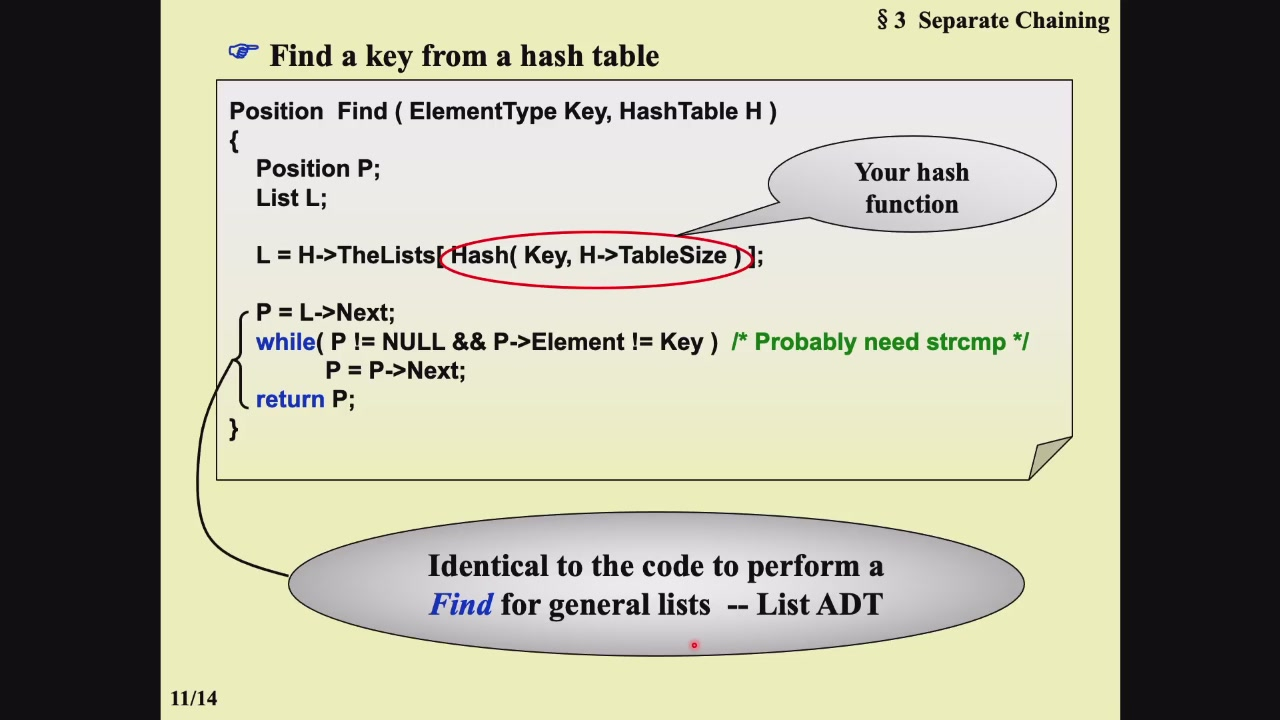 § 3 Separate Chaining
☞ Find a key from a hash table
Position Find ( ElementType Key, HashTable H )
{
Position P;
List L;
Your hash
function
L = H->TheLists[ Hash( Key, H->TableSize ) ];
P = L->Next;
while( P != NULL && P->Element != Key ) /* Probably need strcmp */
P = P->Next;
return P;
}
Identical to the code to perform a
Find for general lists -- List ADT
11/14